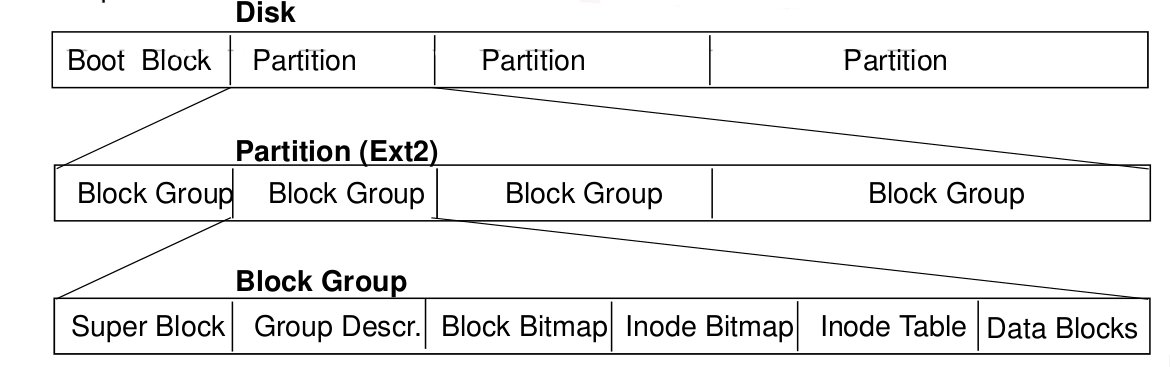 Disk
Boot Block Partition Partition Partition
Partition (Ext2)
Block Group Block Group Block Group Block Group
Block Group
Super Block Group Descr. Block Bitmap Inode Bitmap Inode Table Data Blocks